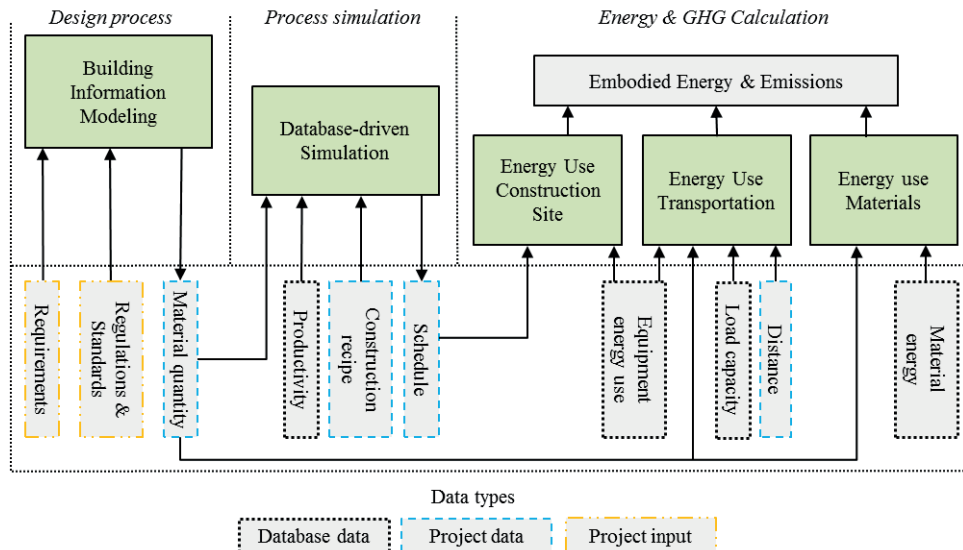 Design process
Process simulation
Energy & GHG Calculation
Building
Information
Modeling
Embodied Energy & Emissions
Database-driven
Simulation
Energy Use
Construction
Site
Energy Use
Transportation
Energy use
Materials
Requirements
Regulations &
Standards
Material quantity
Productivity
Construction
recipe
Schedule
Equipment
energy use
Load capacity
Distance
Material
energy
Data types
Database data
Project data
Project input